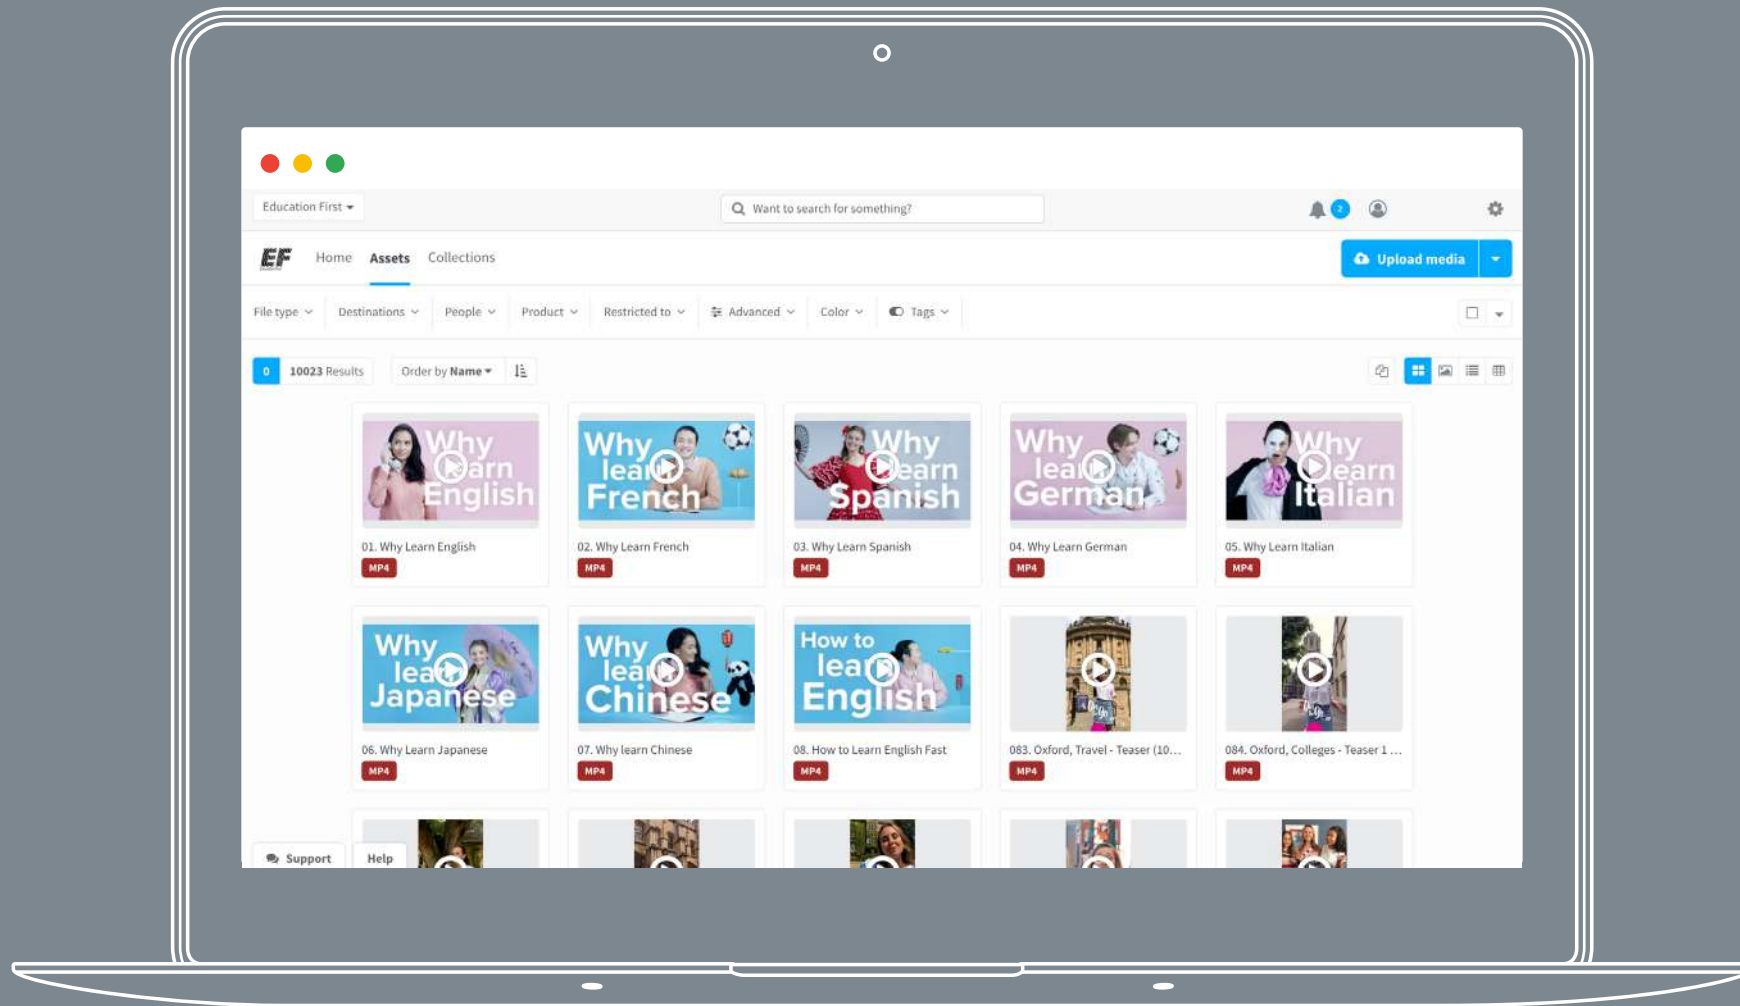 Education First
Want to search for something?
2
EF
Home Assets Collections
Upload media
File type Destinations People Product Restricted to Advanced Color Tags
0 10023 Results Order by Name
Why learn English
Why learn French
Why learn Spanish
Why learn German
Why learn Italian
01. Why Learn English
02. Why Learn French
03. Why Learn Spanish
04. Why Learn German
05. Why Learn Italian
MP4 MP4 MP4 MP4 MP4
Why learn Japanese
Why learn Chinese
How to learn English
06. Why Learn Japanese
07. Why learn Chinese
08. How to Learn English Fast
083. Oxford, Travel - Teaser (10...
084. Oxford, Colleges - Teaser 1 ...
MP4 MP4 MP4 MP4 MP4
Support Help